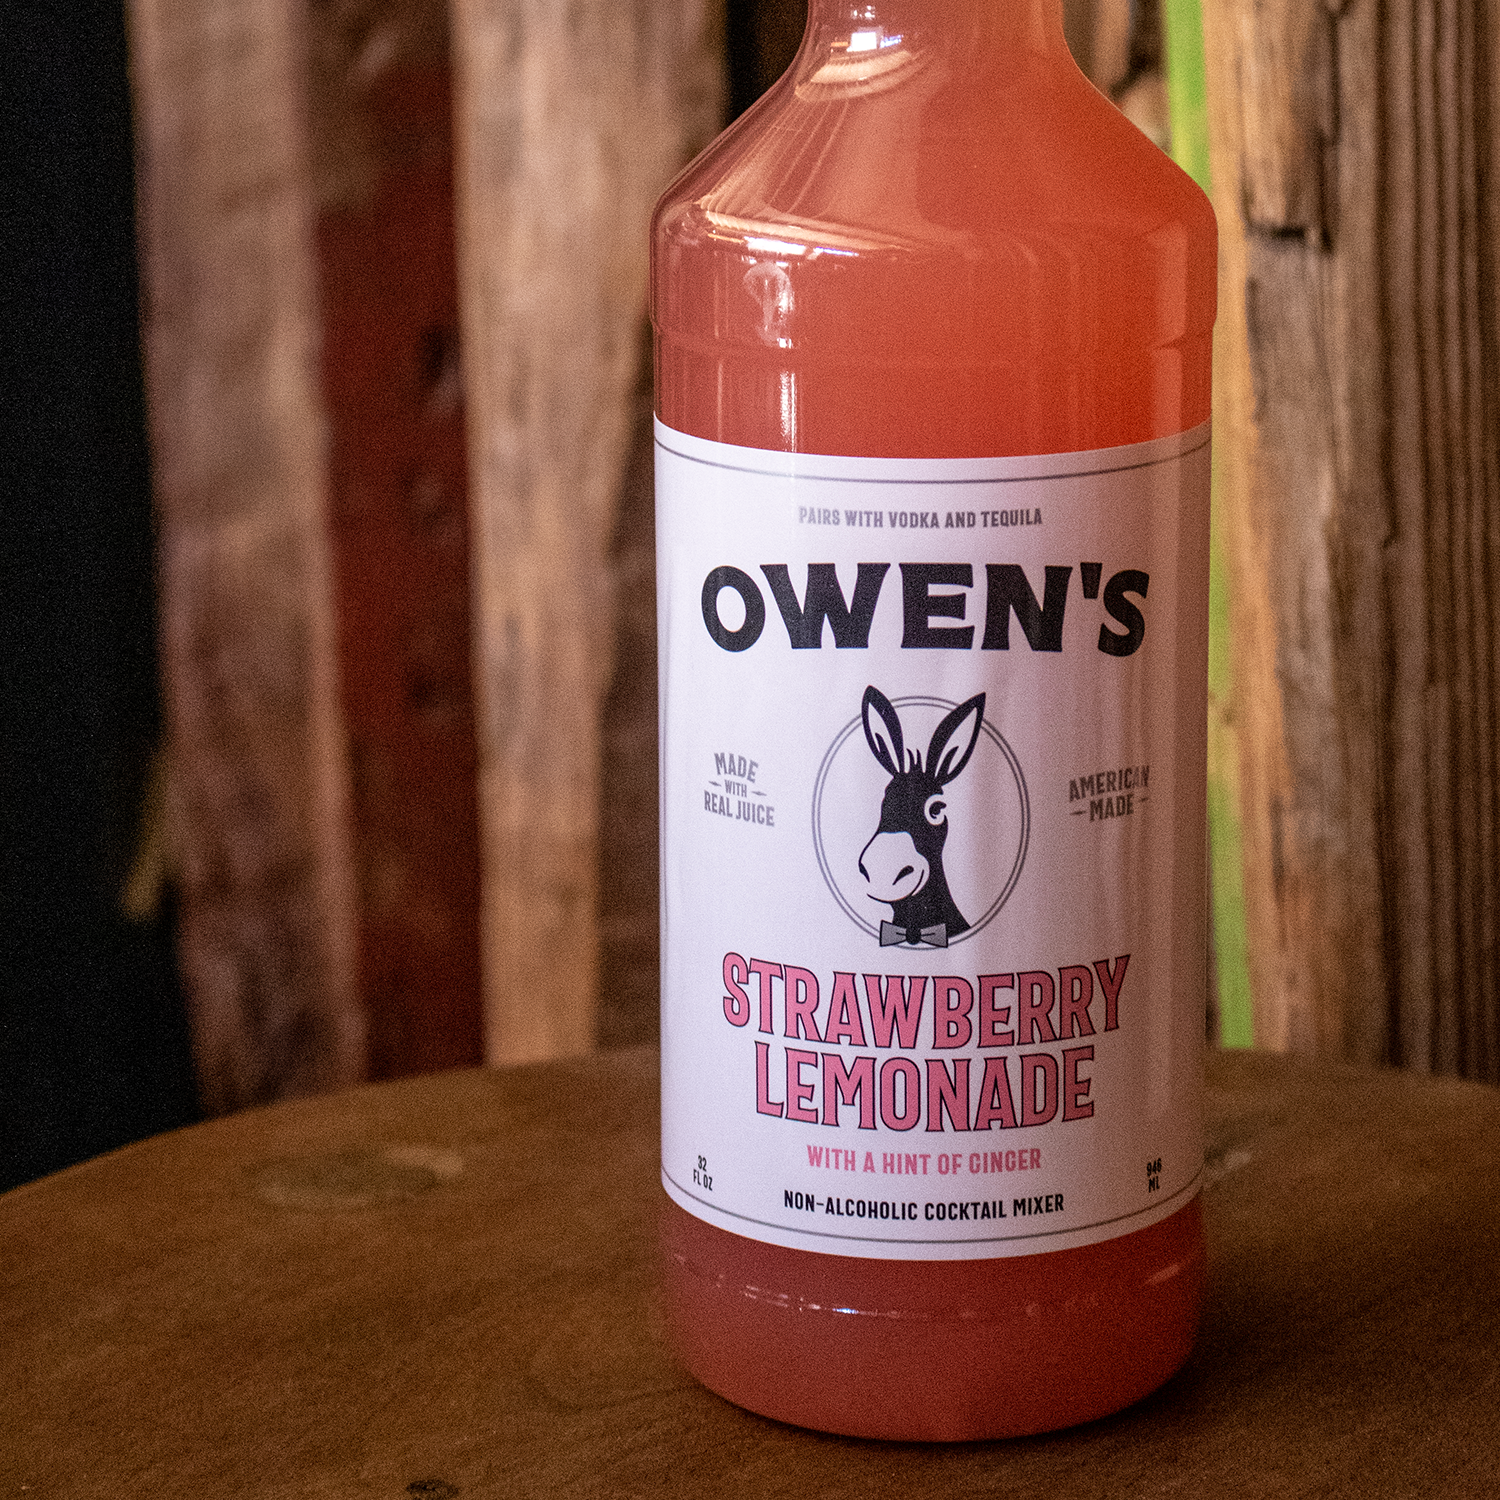 PAIRS WITH VODKA AND TEQUILA
OWEN'S
MADE
WITH
REAL JUICE
AMERICAN
MADE
STRAWBERRY
LEMONADE
WITH A HINT OF GINGER
32
FL OZ
946
ML
NON-ALCOHOLIC COCKTAIL MIXER